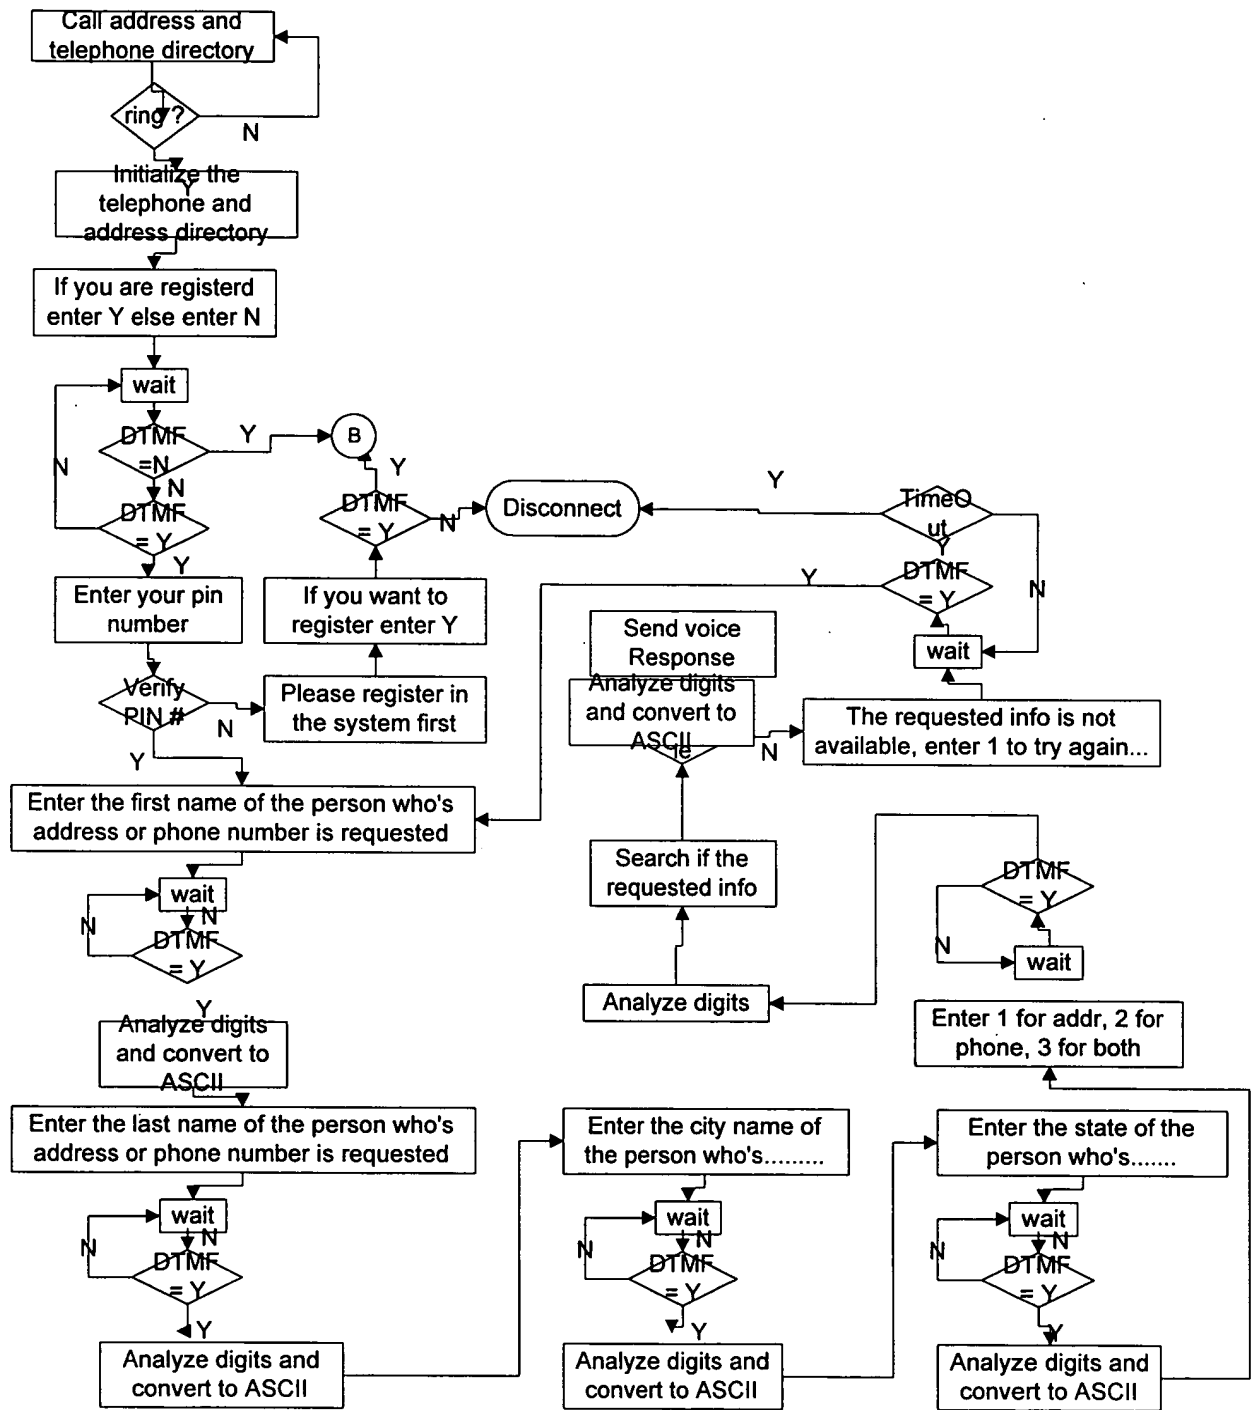 Call address and
telephone directory
ring ?
N
Initialize the
Y
telephone and
address directory
If you are registerd
enter Y else enter N
wait
DTMF
=N
Y
B
N
N
DTMF
= Y
Y
Y
DTMF
= Y
N
Disconnect
Y
TimeO
ut
Y
DTMF
= Y
Y
N
wait
Enter your pin
number
If you want to
register enter Y
Send voice
Response
Verify
PIN #
N
Please register in
the system first
Analyze digits
and convert to
ASCII
le
N
The requested info is not
available, enter 1 to try again...
Y
Enter the first name of the person who's
address or phone number is requested
wait
N
N
DTMF
= Y
Search if the
requested info
DTMF
= Y
N
wait
Analyze digits
Y
Analyze digits
and convert to
ASCII
Enter 1 for addr, 2 for
phone, 3 for both
Enter the last name of the person who's
address or phone number is requested
Enter the city name of
the person who's.........
Enter the state of the
person who's.......
wait
N
N
DTMF
= Y
Y
Analyze digits and
convert to ASCII
wait
N
N
DTMF
= Y
Y
Analyze digits and
convert to ASCII
wait
N
N
DTMF
= Y
Y
Analyze digits and
convert to ASCII